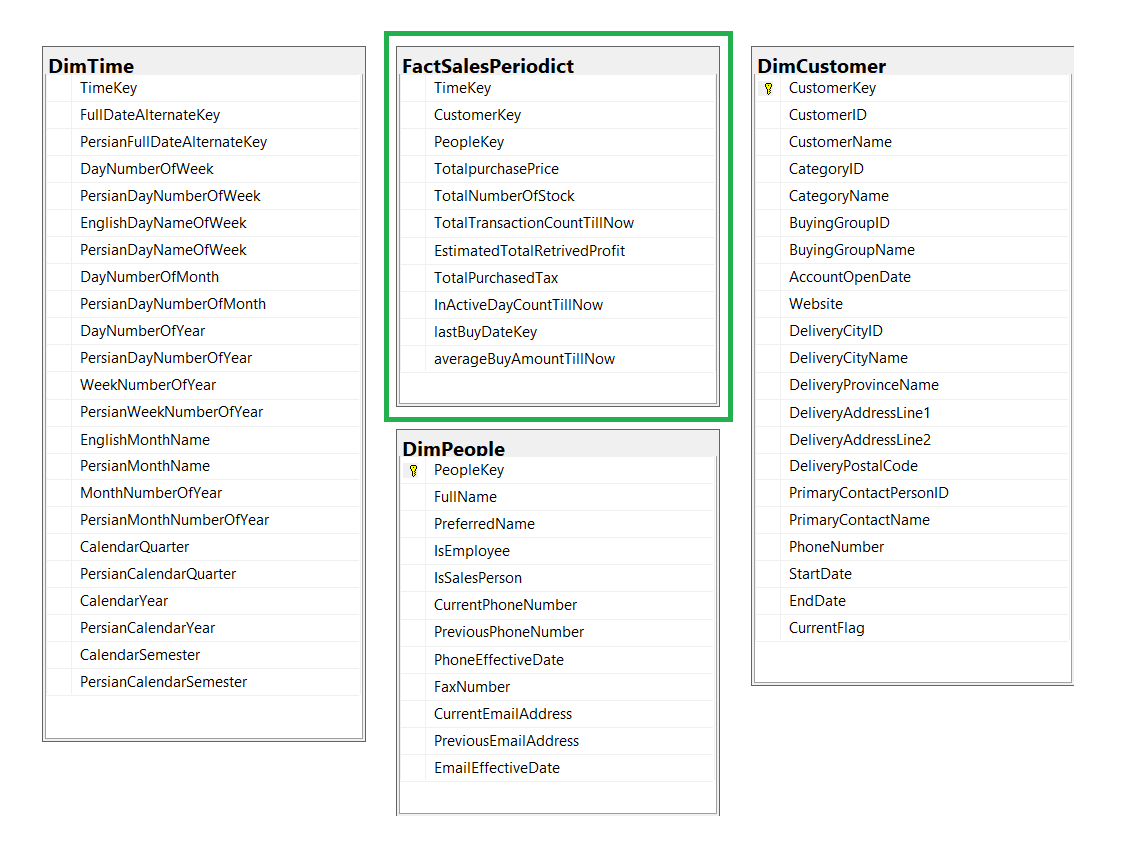 DimTime
TimeKey
FullDateAlternateKey
PersianFullDateAlternateKey
DayNumberOfWeek
PersianDayNumberOfWeek
EnglishDayNameOfWeek
PersianDayNameOfWeek
DayNumberOfMonth
PersianDayNumberOfMonth
DayNumberOfYear
PersianDayNumberOfYear
WeekNumberOfYear
PersianWeekNumberOfYear
EnglishMonthName
PersianMonthName
MonthNumberOfYear
PersianMonthNumberOfYear
CalendarQuarter
PersianCalendarQuarter
CalendarYear
PersianCalendarYear
CalendarSemester
PersianCalendarSemester
FactSalesPeriodict
TimeKey
CustomerKey
PeopleKey
TotalpurchasePrice
TotalNumberOfStock
TotalTransactionCountTillNow
EstimatedTotalRetrivedProfit
TotalPurchasedTax
InActiveDayCountTillNow
lastBuyDateKey
averageBuyAmountTillNow
DimPeople
PeopleKey
FullName
PreferredName
IsEmployee
IsSalesPerson
CurrentPhoneNumber
PreviousPhoneNumber
PhoneEffectiveDate
FaxNumber
CurrentEmailAddress
PreviousEmailAddress
EmailEffectiveDate
DimCustomer
CustomerKey
CustomerID
CustomerName
CategoryID
CategoryName
BuyingGroupID
BuyingGroupName
AccountOpenDate
Website
DeliveryCityID
DeliveryCityName
DeliveryProvinceName
DeliveryAddressLine1
DeliveryAddressLine2
DeliveryPostalCode
PrimaryContactPersonID
PrimaryContactName
PhoneNumber
StartDate
EndDate
CurrentFlag